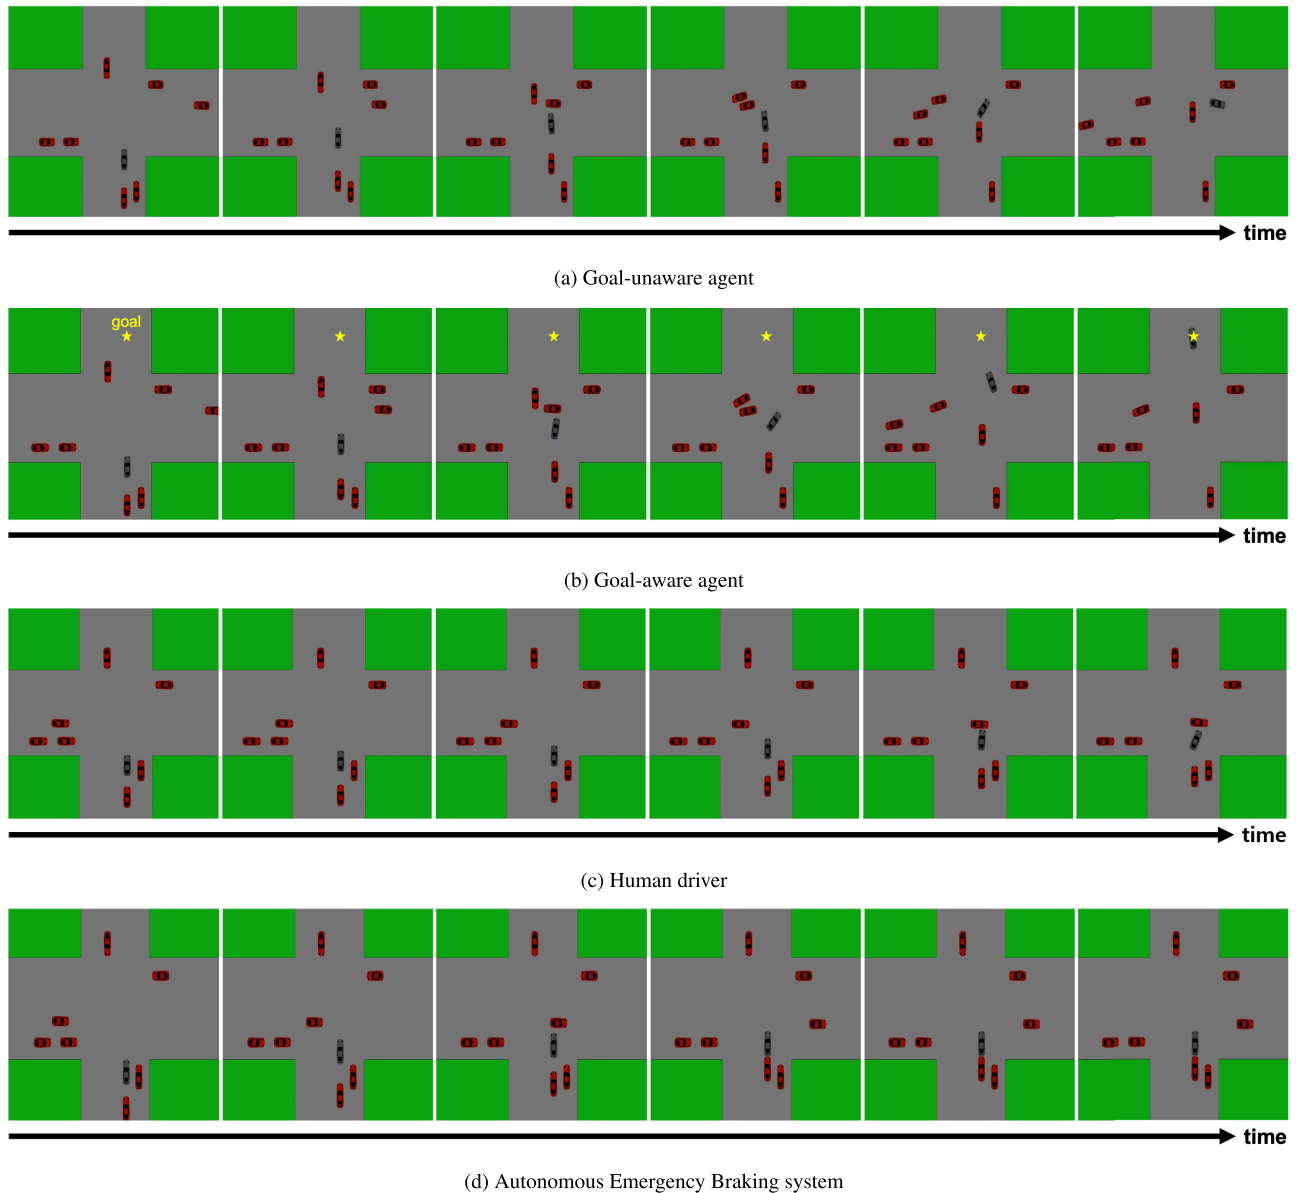 time
(a) Goal-unaware agent
goal
time
(b) Goal-aware agent
time
(c) Human driver
time
(d) Autonomous Emergency Braking system